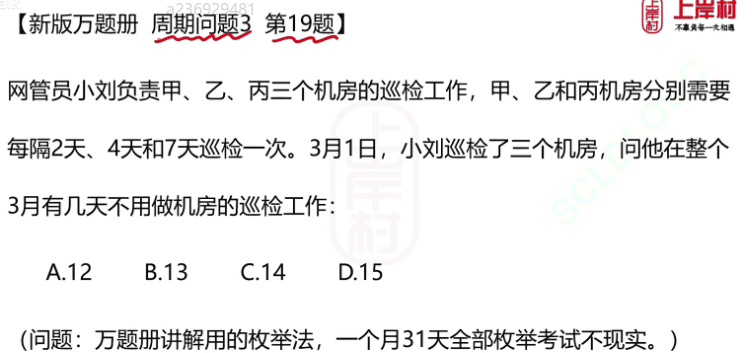 a236929481
上岸村
【新版万题册 周期问题3 第19题】
不辜负每一次相遇
网管员小刘负责甲、乙、丙三个机房的巡检工作，甲、乙和丙机房分别需要
每隔2天、4天和7天巡检一次。3月1日，小刘巡检了三个机房，问他在整个
3月有几天不用做机房的巡检工作：
上岸村
A.12 B.13 C.14 D.15
（问题：万题册讲解用的枚举法，一个月31天全部枚举考试不现实。）